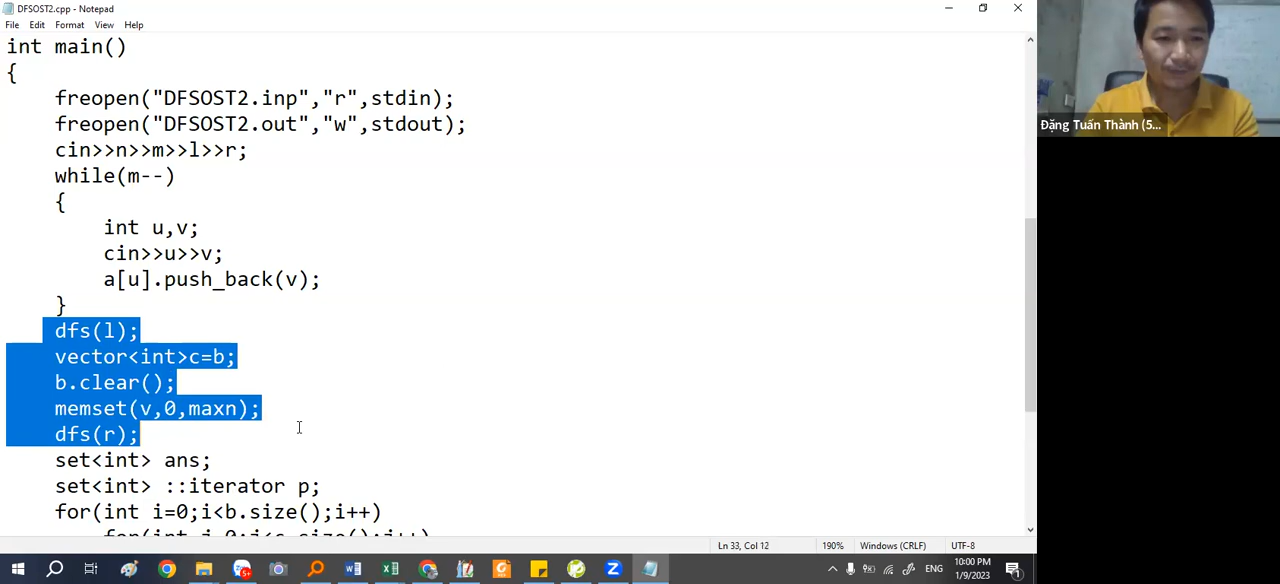 DFSOST2.cpp - Notepad
File Edit Format View Help
int main()
{
freopen("DFSOST2.inp","r",stdin);
freopen("DFSOST2.out","w",stdout);
cin>>n>>m>>l>>r;
while(m--)
{
int u,v;
cin>>u>>v;
a[u].push_back(v);
}
dfs(l);
vector<int>c=b;
b.clear();
memset(v,0,maxn);
dfs(r);
set<int> ans;
set<int> ::iterator p;
for(int i=0;i<b.size();i++)
Ln 33, Col 12
190%
Windows (CRLF)
UTF-8
Đặng Tuấn Thành (5...
ENG
10:00 PM
1/9/2023